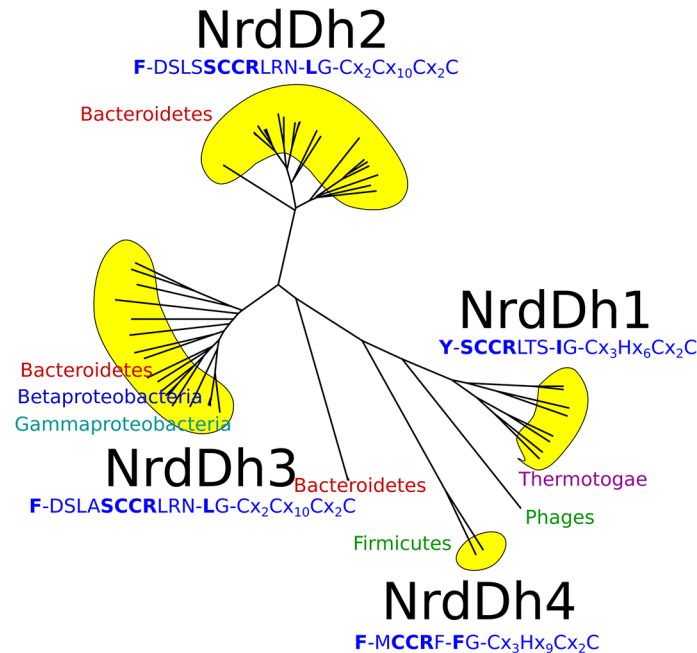 NrdDh2
F-DSLSSCCRLRN-LG-Cx₂Cx₁₀Cx₂C
Bacteroidetes
NrdDh1
Y-SCCRLTS-IG-Cx₃Hx₆Cx₂C
Bacteroidetes
Betaproteobacteria
Gammaproteobacteria
NrdDh3
F-DSLASCCRLRN-LG-Cx₂Cx₁₀Cx₂C
Bacteroidetes
Thermotogae
Phages
Firmicutes
NrdDh4
F-MCCRF-FG-Cx₃Hx₉Cx₂C